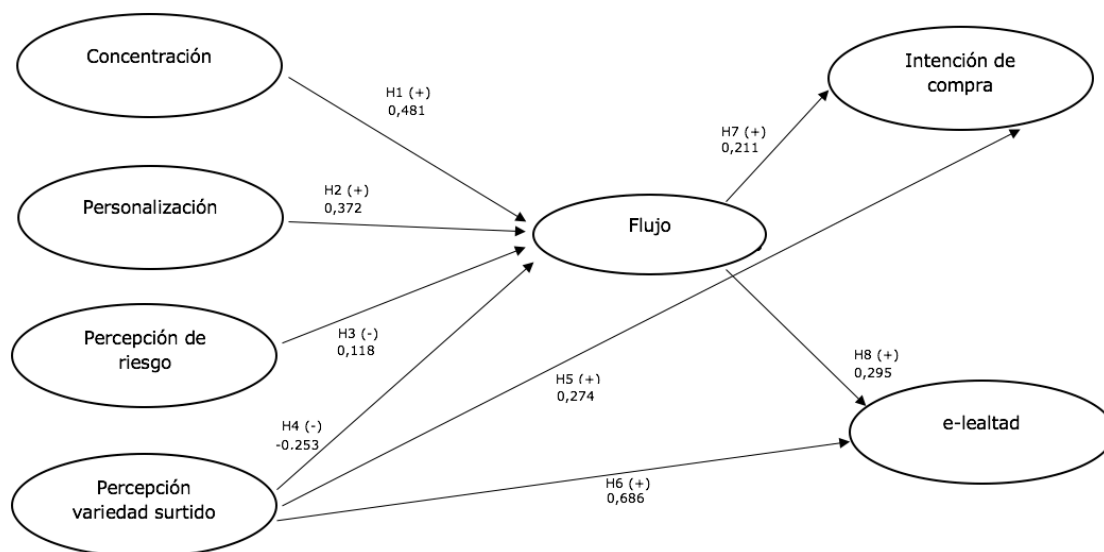 Concentración
H1 (+)
0,481
Personalización
H2 (+)
0,372
Percepción de
riesgo
H3 (-)
0,118
Percepción
variedad surtido
H4 (-)
-0.253
H5 (+)
0,274
H6 (+)
0,686
Flujo
H7 (+)
0,211
Intención de
compra
H8 (+)
0,295
e-lealtad